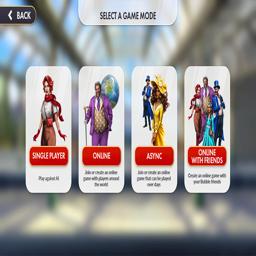 BACK
SELECT A GAME MODE
SINGLE PLAYER
Play against AI
ONLINE
Join or create an online
game with players around
the world
ASYNC
Join or create an online
game that can be played
over days
ONLINE
WITH FRIENDS
Create an online game with
your Bubble friends